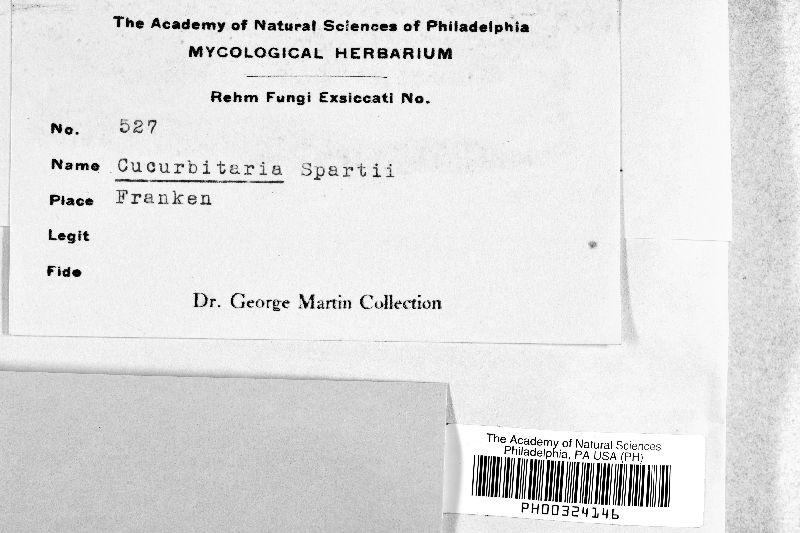 The Academy of Natural Sciences of Philadelphia
MYCOLOGICAL HERBARIUM
Rehm Fungi Exsiccati No.
No. 527
Name Cucurbitaria Spartii
Place Franken
Legit
Fide
Dr. George Martin Collection
The Academy of Natural Sciences
Philadelphia, PA USA (PH)
PH00324146